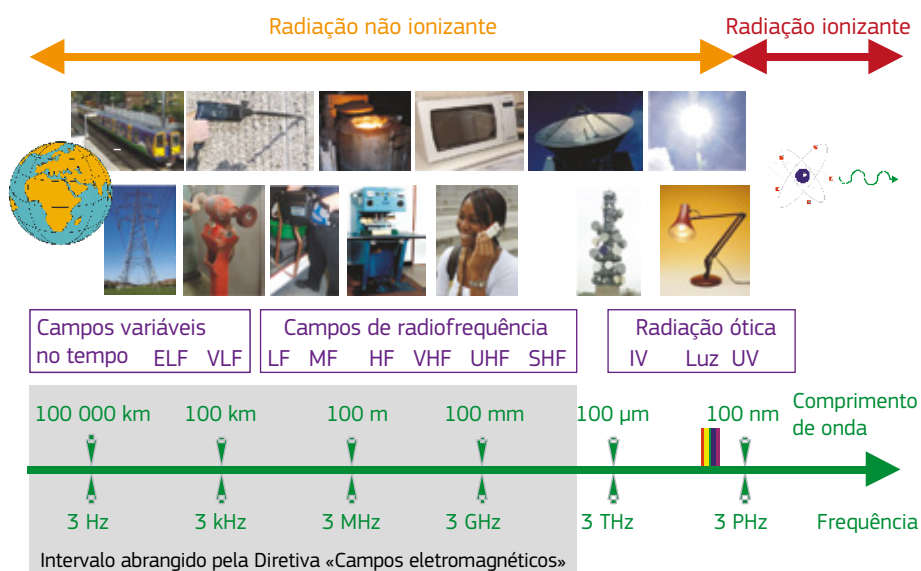 Radiação não ionizante
Radiação ionizante
Campos variáveis
no tempo ELF VLF
Campos de radiofrequência
LF MF HF VHF UHF SHF
Radiação ótica
IV Luz UV
100 000 km 100 km 100 m 100 mm 100 µm 100 nm
Comprimento
de onda
3 Hz 3 kHz 3 MHz 3 GHz 3 THz 3 PHz Frequência
Intervalo abrangido pela Diretiva «Campos eletromagnéticos»